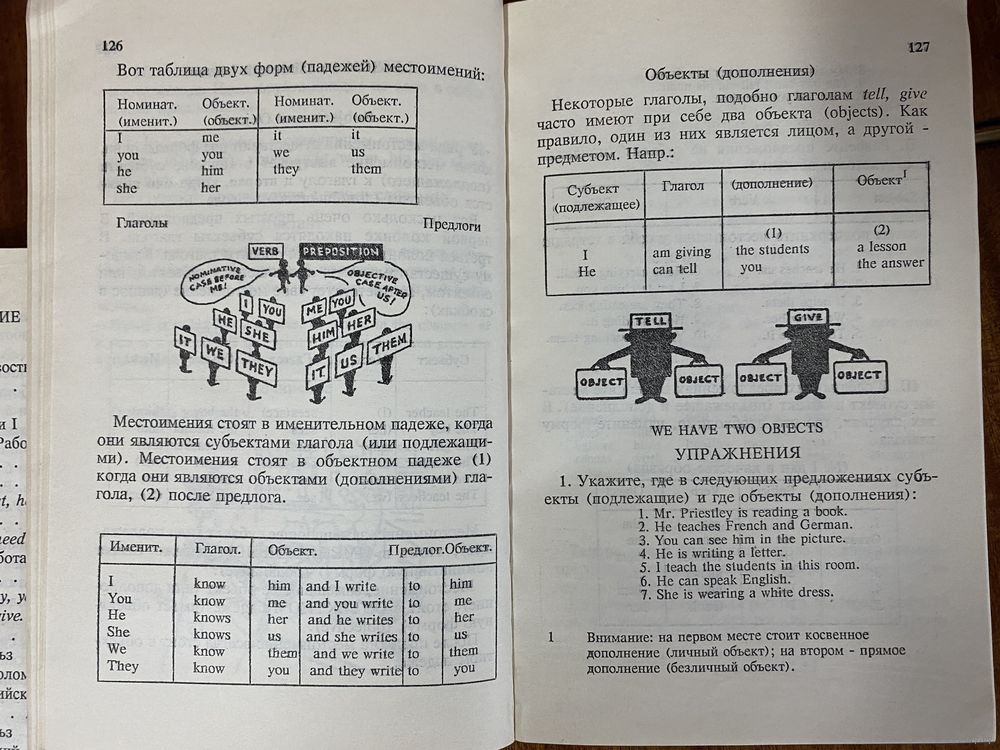 126
Вот таблица двух форм (падежей) местоимений:
Номинат. Объект. Номинат. Объект.
(именит.) (объект.) (именит.) (объект.)
I me it it
you you we us
he him they them
she her
Глаголы Предлоги
VERB PREPOSITION
NOMINATIVE CASE BEFORE ME!
OBJECTIVE CASE AFTER US!
I YOU ME YOU
HE SHE HIM HER
IT WE THEY IT US THEM
Местоимения стоят в именительном падеже, когда
они являются субъектами глагола (или подлежащи-
ми). Местоимения стоят в объектном падеже (1)
когда они являются объектами (дополнениями) гла-
гола, (2) после предлога.
Именит. Глагол. Объект. Предлог. Объект.
I know him and I write to him
You know me and you write to me
He knows her and he writes to her
She knows us and she writes to us
We know them and we write to them
They know you and they write to you
127
Объекты (дополнения)
Некоторые глаголы, подобно глаголам tell, give
часто имеют при себе два объекта (objects). Как
правило, один из них является лицом, а другой -
предметом. Напр.:
Субъект Глагол (дополнение) Объект1
(подлежащее)
(1) (2)
I am giving the students a lesson
He can tell you the answer
TELL GIVE
OBJECT OBJECT OBJECT OBJECT
WE HAVE TWO OBJECTS
УПРАЖНЕНИЯ
1. Укажите, где в следующих предложениях субъ-
екты (подлежащие) и где объекты (дополнения):
1. Mr. Priestley is reading a book.
2. He teaches French and German.
3. You can see him in the picture.
4. He is writing a letter.
5. I teach the students in this room.
6. He can speak English.
7. She is wearing a white dress.
1 Внимание: на первом месте стоит косвенное
дополнение (личный объект); на втором - прямое
дополнение (безличный объект).